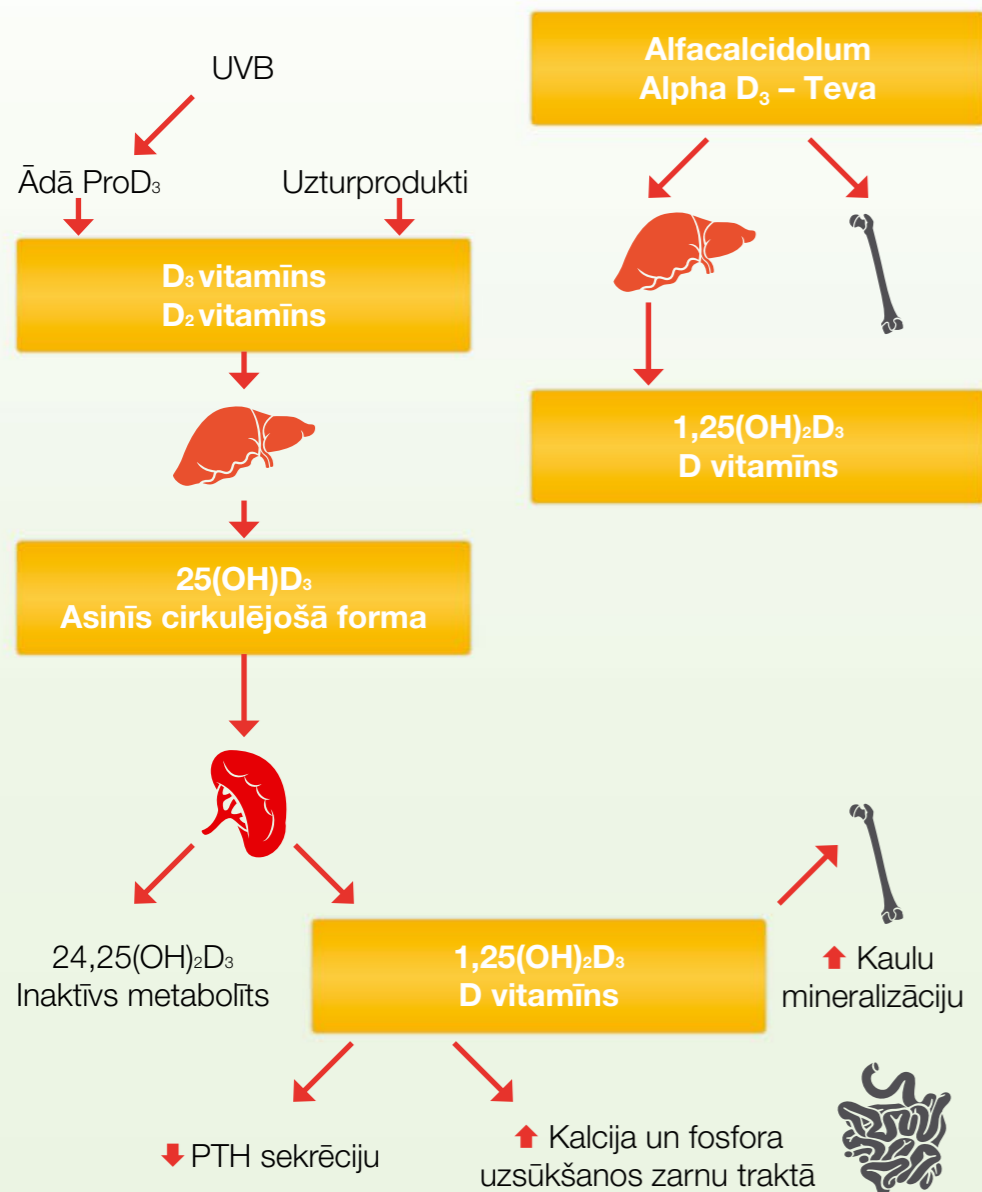 UVB
Ādā ProD₃
Uzturprodukti
D₃ vitamīns
D₂ vitamīns
25(OH)D₃
Asinīs cirkulējošā forma
24,25(OH)₂D₃
Inaktīvs metabolīts
1,25(OH)₂D₃
D vitamīns
Kaulu
mineralizāciju
PTH sekrēciju
Kalcija un fosfora
uzsūkšanos zarnu traktā
Alfacalcidolum
Alpha D₃ – Teva
1,25(OH)₂D₃
D vitamīns